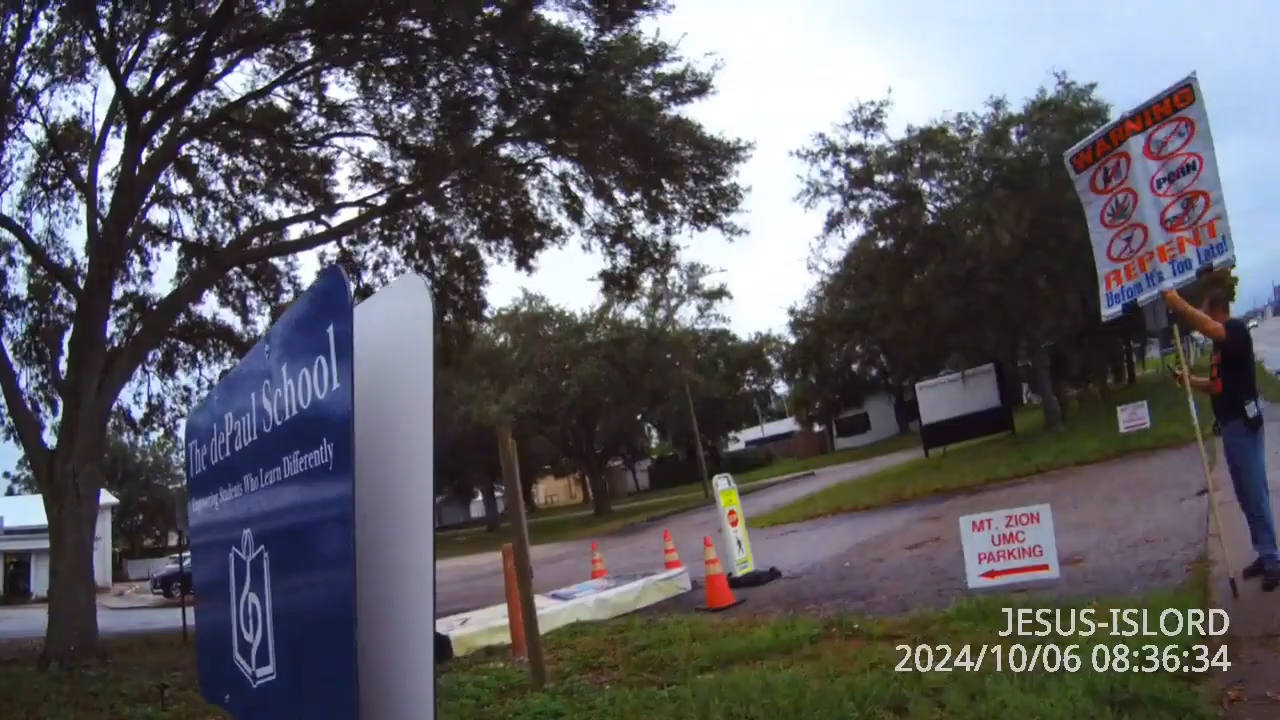 The dePaul School
Empowering Students Who Learn Differently
WARNING
PORN
REPENT
Before It's Too Late!
MT. ZION
UMC
PARKING
JESUS-ISLORD
2024/10/06 08:36:34